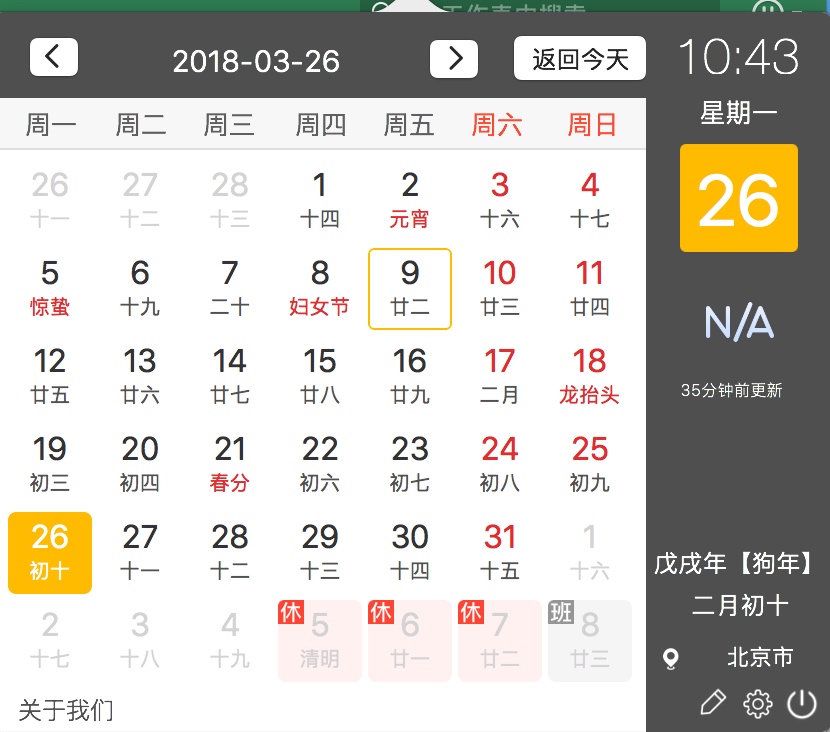 2018-03-26
返回今天
周一 周二 周三 周四 周五 周六 周日
26 27 28 1 2 3 4
十一 十二 十三 十四 元宵 十六 十七
5 6 7 8 9 10 11
惊蛰 十九 二十 妇女节 廿二 廿三 廿四
12 13 14 15 16 17 18
廿五 廿六 廿七 廿八 廿九 二月 龙抬头
19 20 21 22 23 24 25
初三 初四 春分 初六 初七 初八 初九
26 27 28 29 30 31 1
初十 十一 十二 十三 十四 十五 十六
休 休 休 班
2 3 4 5 6 7 8
十七 十八 十九 清明 廿一 廿二 廿三
关于我们
10:43
星期一
26
N/A
35分钟前更新
戊戌年【狗年】
二月初十
北京市